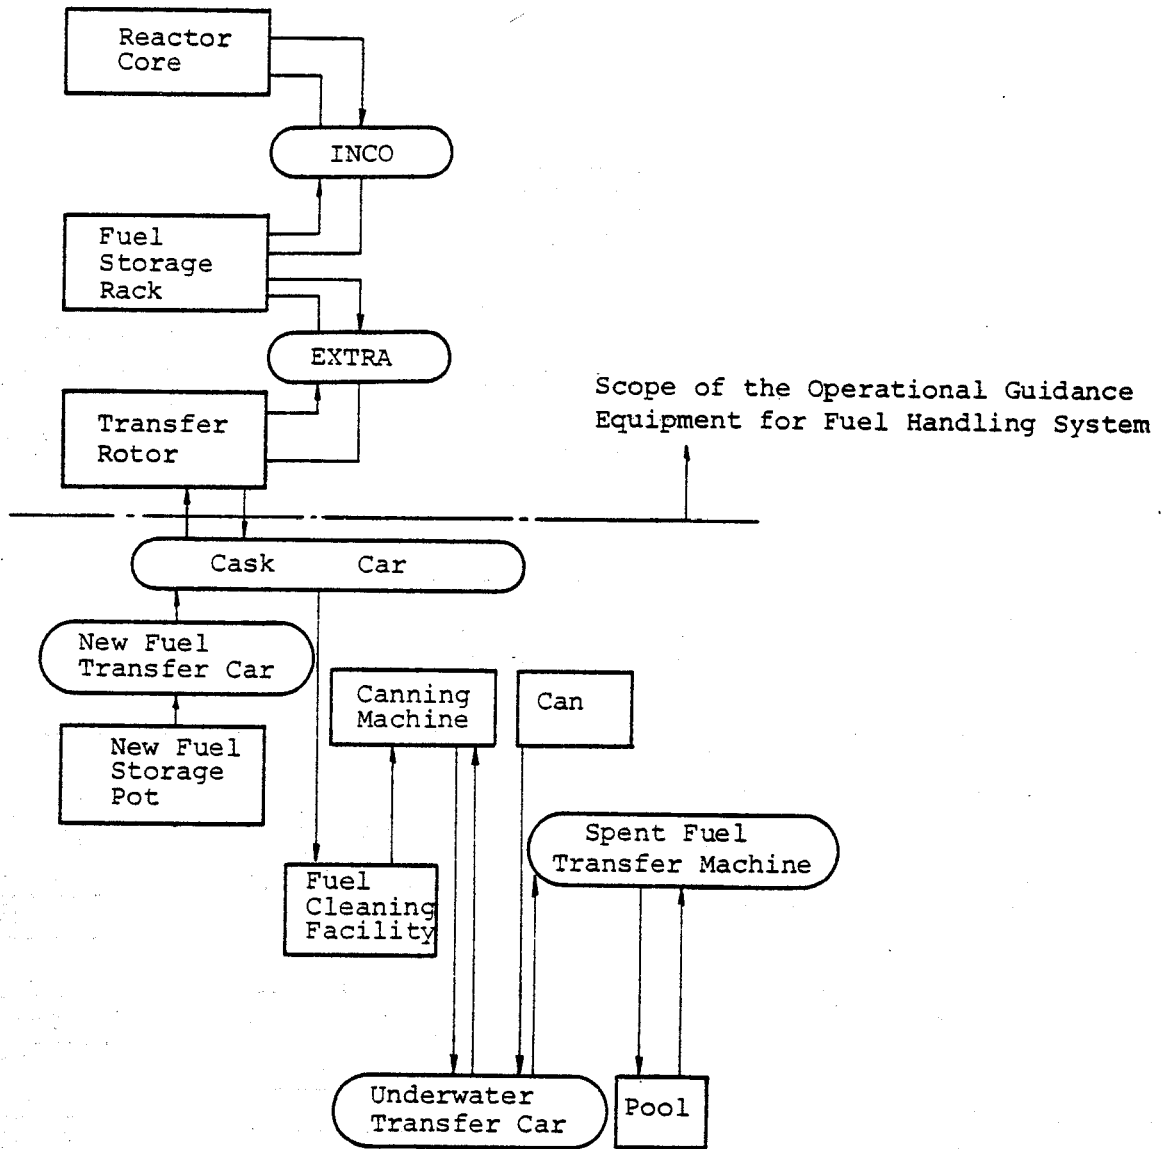 Reactor
Core
INCO
Fuel
Storage
Rack
EXTRA
Scope of the Operational Guidance
Equipment for Fuel Handling System
Transfer
Rotor
Cask Car
New Fuel
Transfer Car
Canning
Machine
Can
New Fuel
Storage
Pot
Spent Fuel
Transfer Machine
Fuel
Cleaning
Facility
Underwater
Transfer Car
Pool